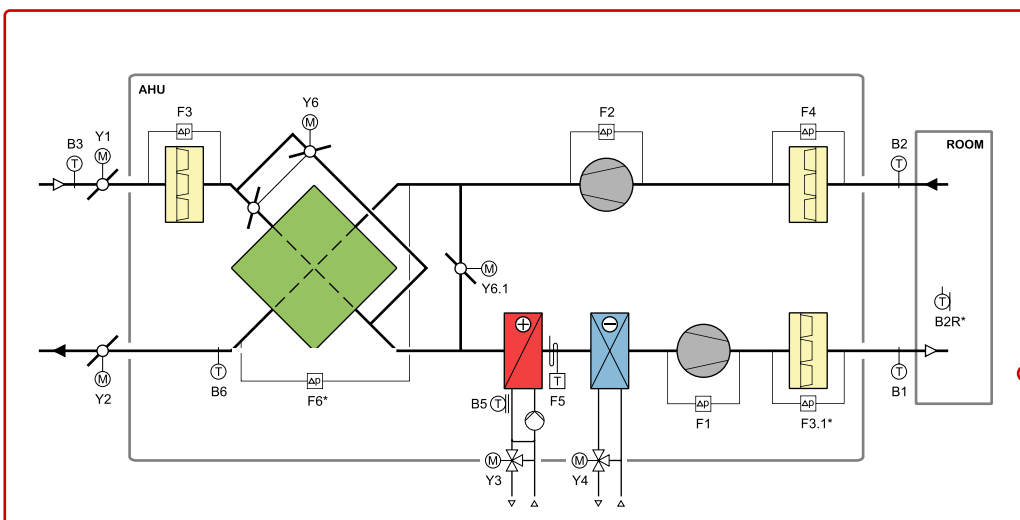 AHU
F3
Δp
Y6
M
F2
Δp
F4
Δp
B3
T
Y1
M
B2
T
ROOM
M
Y6.1
T
B2R*
M
Y2
T
B6
Δp
F6*
B5
T
T
F5
Δp
F1
Δp
F3.1*
T
B1
M
Y3
M
Y4